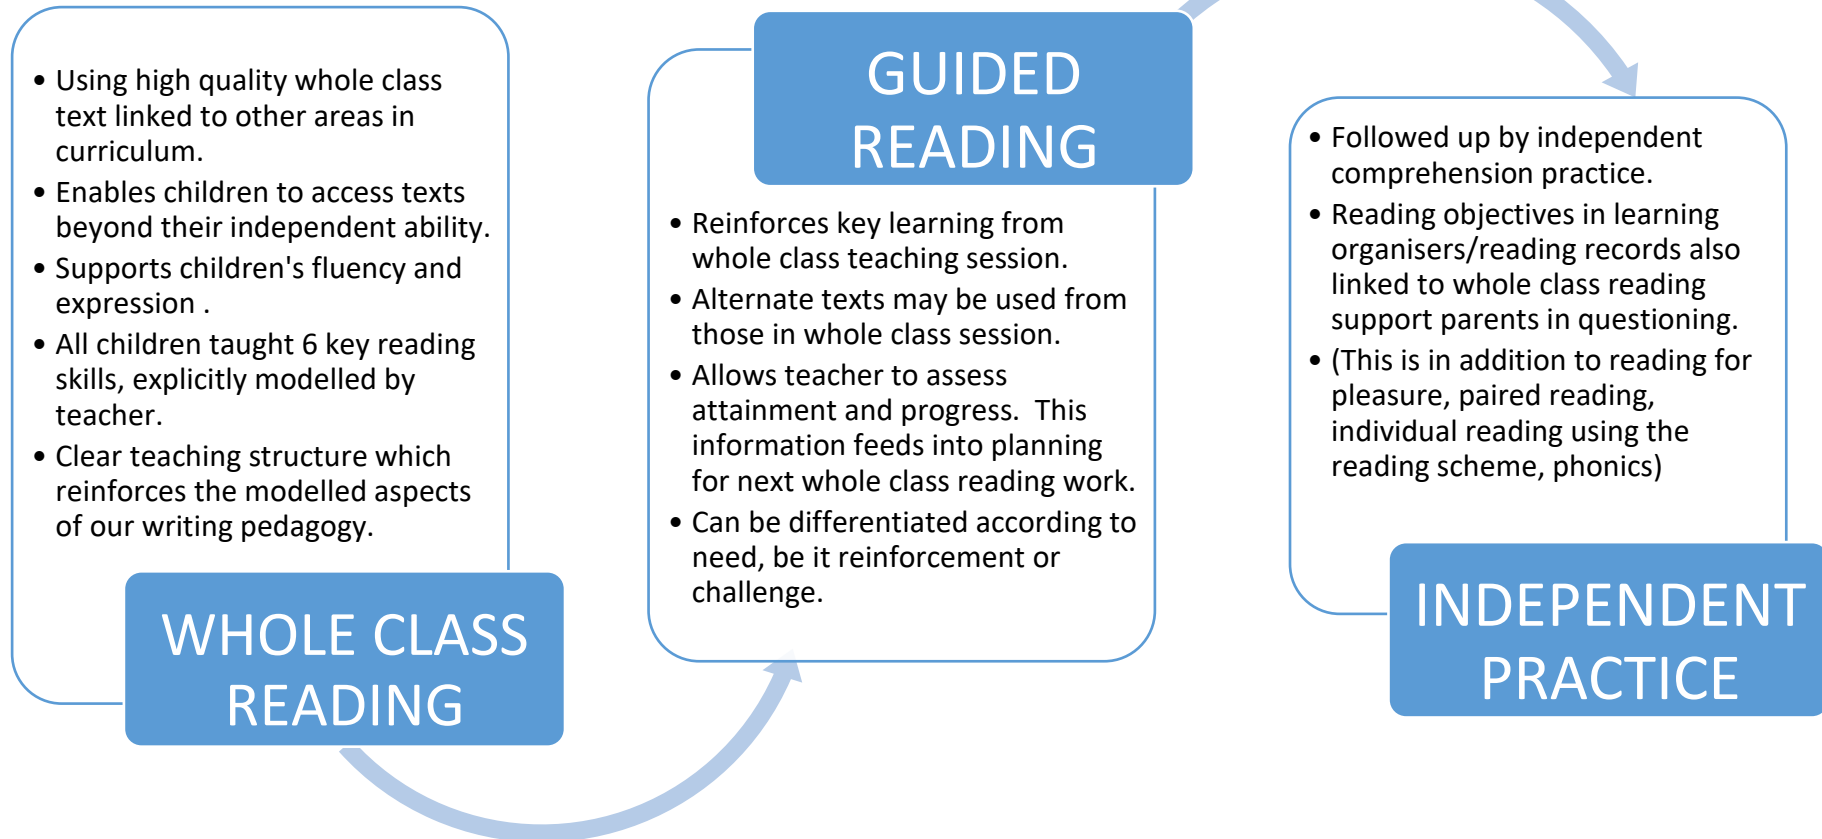 • Using high quality whole class
text linked to other areas in
curriculum.
• Enables children to access texts
beyond their independent ability.
• Supports children's fluency and
expression .
• All children taught 6 key reading
skills, explicitly modelled by
teacher.
• Clear teaching structure which
reinforces the modelled aspects
of our writing pedagogy.
WHOLE CLASS
READING
GUIDED
READING
• Reinforces key learning from
whole class teaching session.
• Alternate texts may be used from
those in whole class session.
• Allows teacher to assess
attainment and progress.  This
information feeds into planning
for next whole class reading work.
• Can be differentiated according to
need, be it reinforcement or
challenge.
• Followed up by independent
comprehension practice.
• Reading objectives in learning
organisers/reading records also
linked to whole class reading
support parents in questioning.
• (This is in addition to reading for
pleasure, paired reading,
individual reading using the
reading scheme, phonics)
INDEPENDENT
PRACTICE